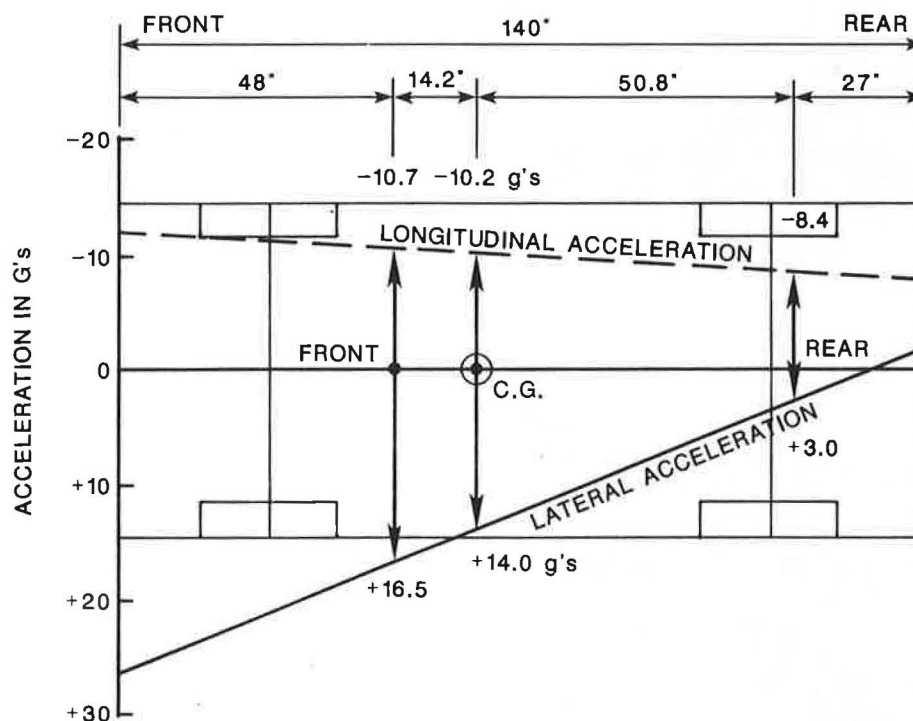 FRONT 140" REAR
48" 14.2" 50.8" 27"
-20
-10.7 -10.2 g's
-8.4
LONGITUDINAL ACCELERATION
-10
ACCELERATION IN G's
FRONT
REAR
0
C.G.
+3.0
+10
LATERAL ACCELERATION
+14.0 g's
+16.5
+20
+30